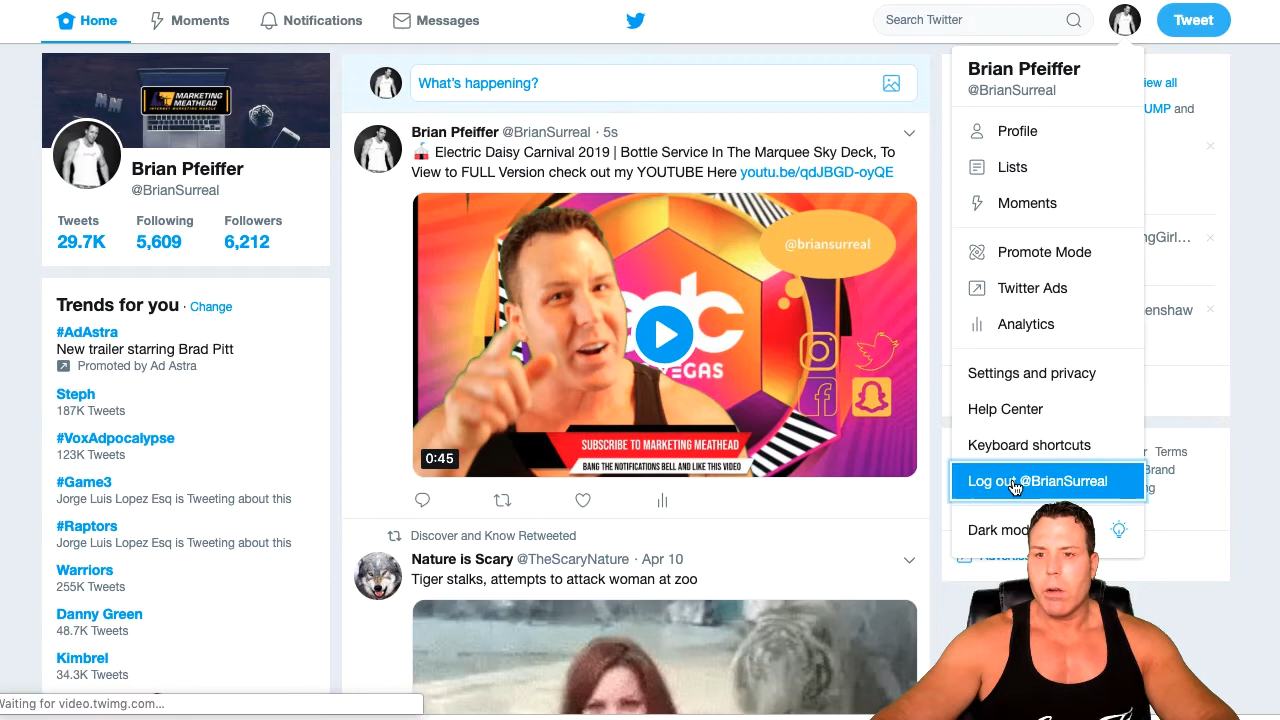 Home
Moments
Notifications
Messages
Search Twitter
Tweet
MARKETING
MEATHEAD
Brian Pfeiffer
@BrianSurreal
Tweets
Following
Followers
29.7K
5,609
6,212
Trends for you · Change
#AdAstra
New trailer starring Brad Pitt
Promoted by Ad Astra
Steph
187K Tweets
#VoxAdpocalypse
123K Tweets
#Game3
Jorge Luis Lopez Esq is Tweeting about this
#Raptors
Jorge Luis Lopez Esq is Tweeting about this
Warriors
255K Tweets
Danny Green
48.7K Tweets
Kimbrel
34.3K Tweets
Waiting for video.twimg.com...
What's happening?
Brian Pfeiffer @BrianSurreal · 5s
Electric Daisy Carnival 2019 | Bottle Service In The Marquee Sky Deck, To
View to FULL Version check out my YOUTUBE Here youtu.be/qdJBGD-oyQE
@briansurreal
SUBSCRIBE TO MARKETING MEATHEAD
BANG THE NOTIFICATIONS BELL AND LIKE THIS VIDEO
0:45
Discover and Know Retweeted
Nature is Scary @TheScaryNature · Apr 10
Tiger stalks, attempts to attack woman at zoo
Brian Pfeiffer
@BrianSurreal
Profile
Lists
Moments
Promote Mode
Twitter Ads
Analytics
Settings and privacy
Help Center
Keyboard shortcuts
Log out @BrianSurreal
Dark mod
iew all
UMP and
ngGirl...
enshaw
Terms
Brand